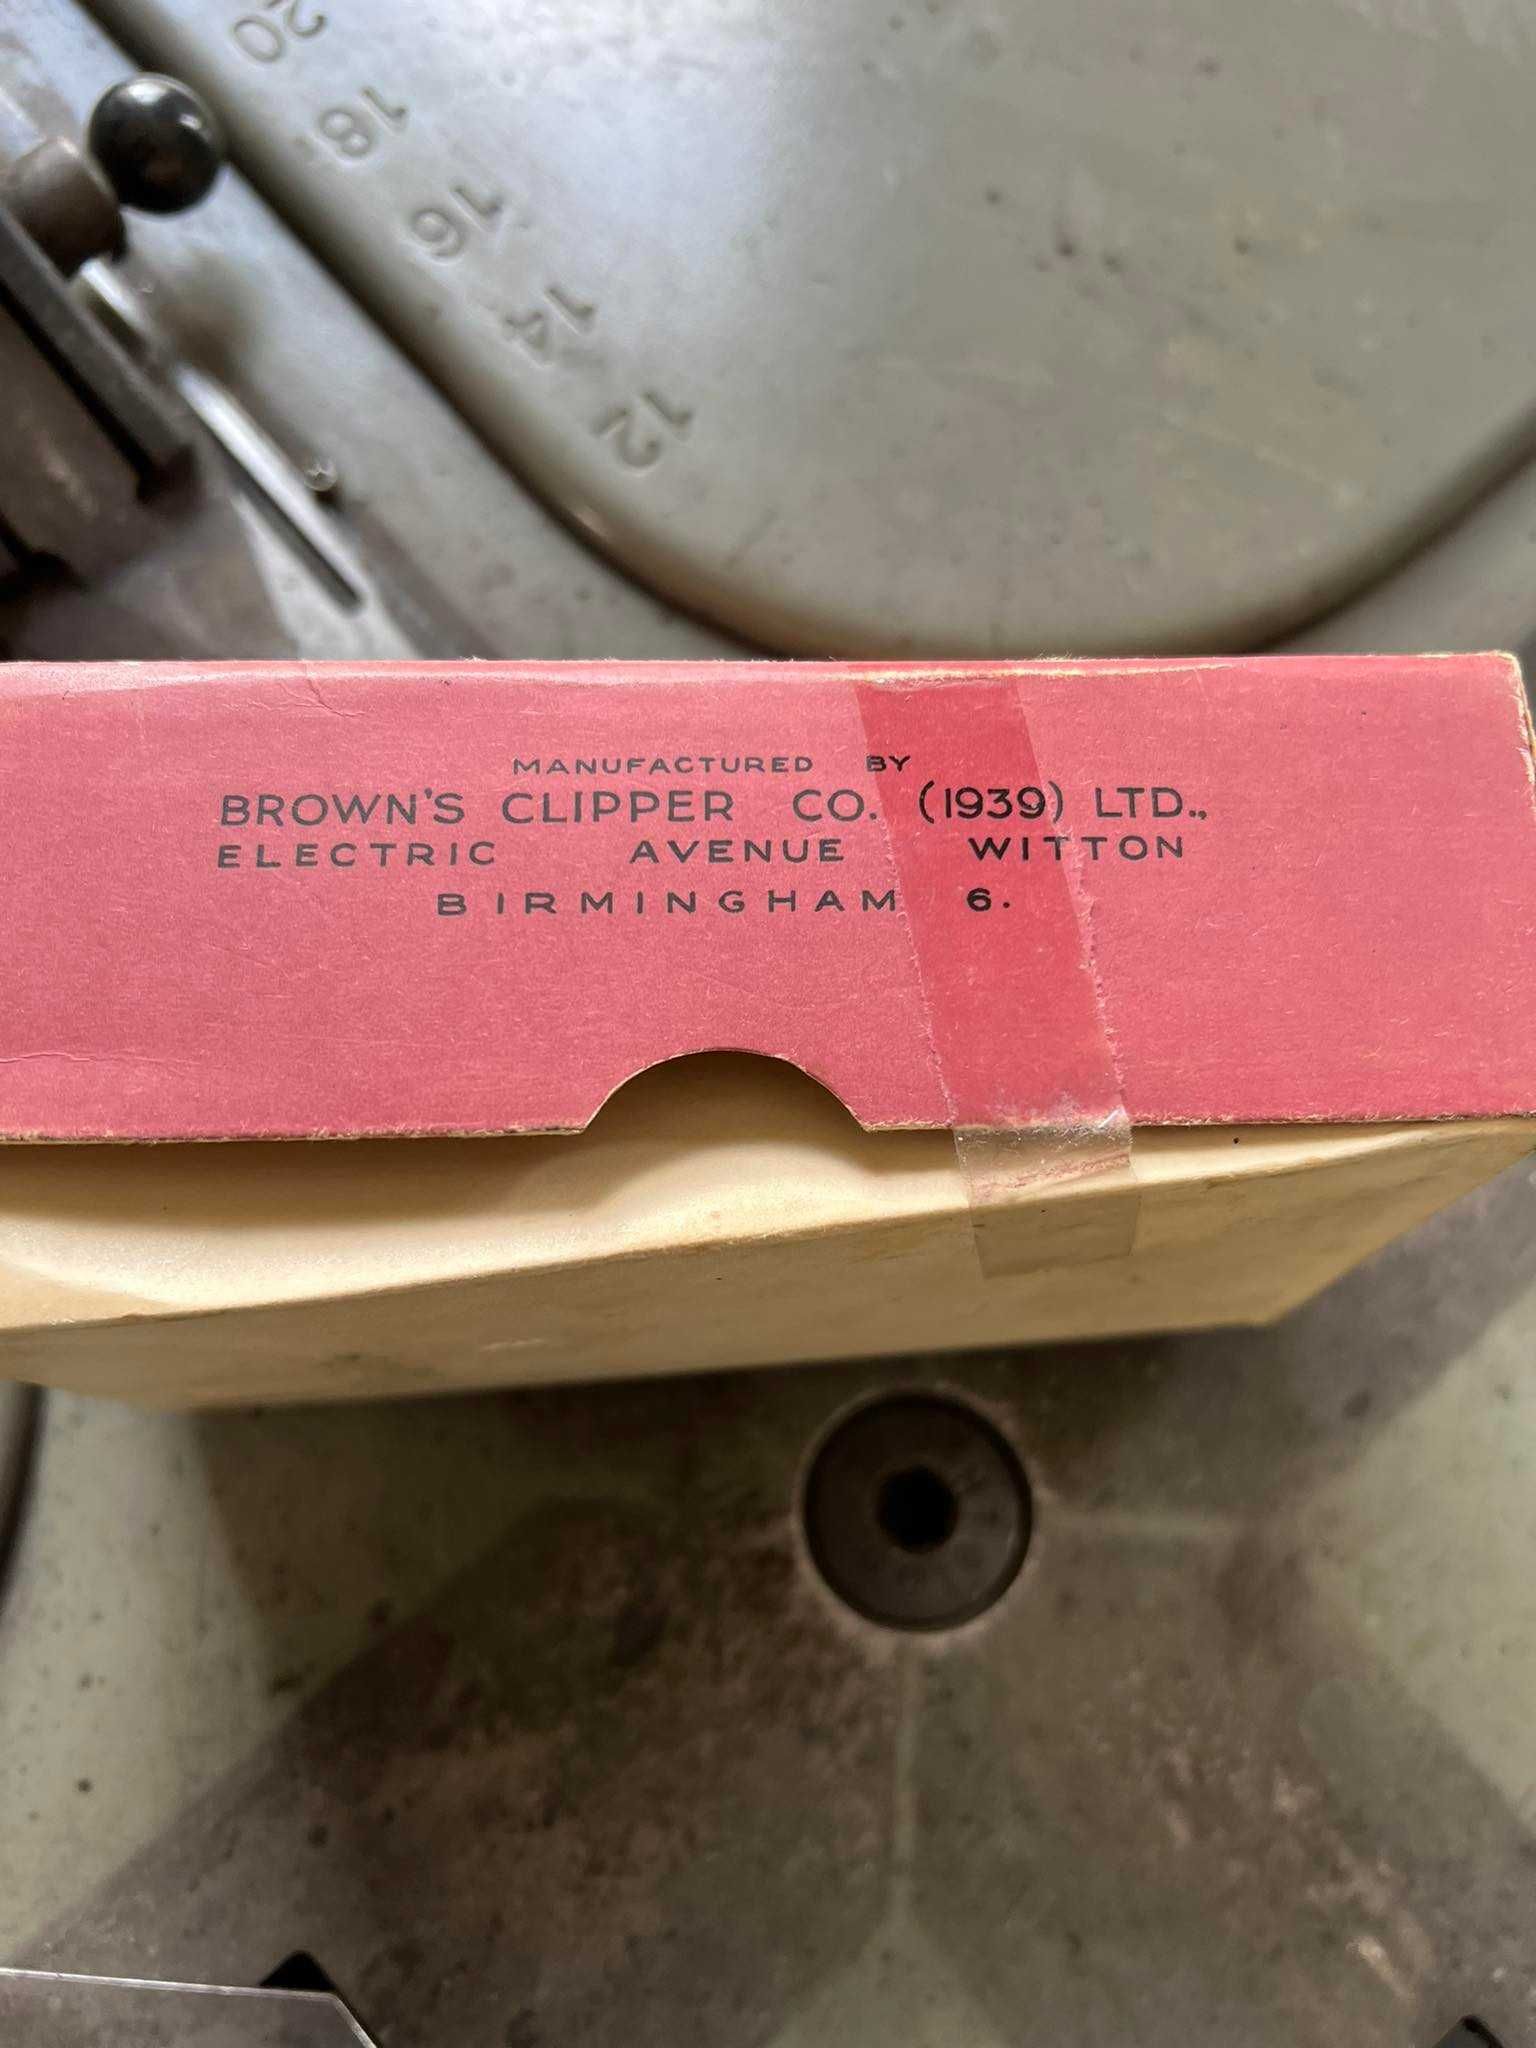 20
18
16
14
12
MANUFACTURED BY
BROWN'S CLIPPER CO. (1939) LTD.,
ELECTRIC AVENUE WITTON
BIRMINGHAM 6.